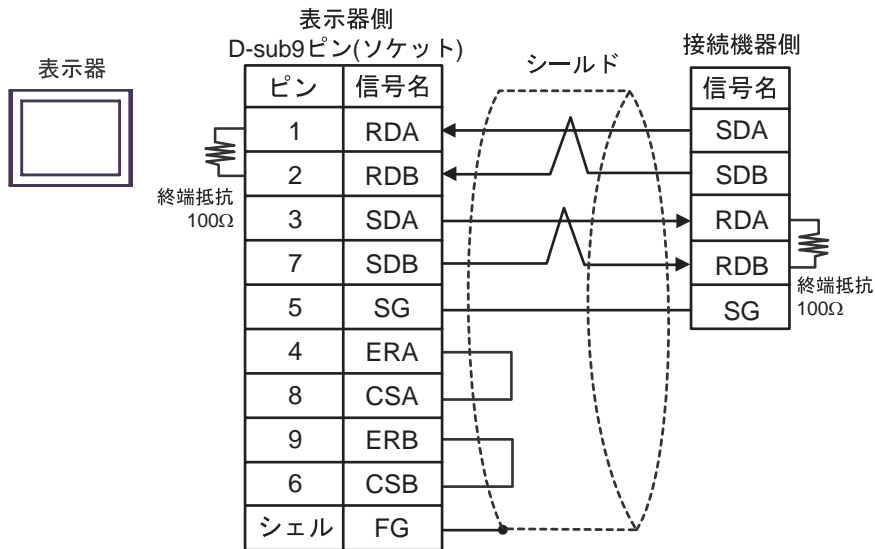 表示器側
D-sub9ピン(ソケット)
接続機器側
表示器
シールド
ピン 信号名
信号名
1 RDA
SDA
2 RDB
SDB
終端抵抗
100Ω
3 SDA
RDA
7 SDB
RDB
終端抵抗
100Ω
5 SG
SG
4 ERA
8 CSA
9 ERB
6 CSB
シェル FG